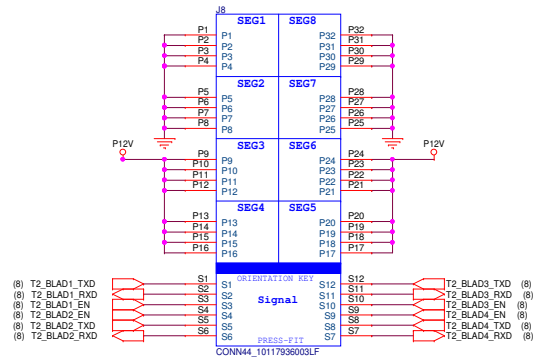 J8
SEG1 SEG8
P1 P1 P32 P32
P2 P2 P31 P31
P3 P3 P30 P30
P4 P4 P29 P29
SEG2 SEG7
P5 P5 P28 P28
P6 P6 P27 P27
P7 P7 P26 P26
P8 P8 P25 P25
P12V SEG3 SEG6 P12V
P9 P9 P24 P24
P10 P10 P23 P23
P11 P11 P22 P22
P12 P12 P21 P21
SEG4 SEG5
P13 P13 P20 P20
P14 P14 P19 P19
P15 P15 P18 P18
P16 P16 P17 P17
ORIENTATION KEY
(8) T2_BLAD1_TXD S1 S1 S12 S12 T2_BLAD3_TXD (8)
(8) T2_BLAD1_RXD S2 S2 S11 S11 T2_BLAD3_RXD (8)
Signal
(8) T2_BLAD1_EN S3 S3 S10 S10 T2_BLAD3_EN (8)
(8) T2_BLAD2_EN S4 S4 S9 S9 T2_BLAD4_EN (8)
(8) T2_BLAD2_TXD S5 S5 S8 S8 T2_BLAD4_TXD (8)
(8) T2_BLAD2_RXD S6 S6 S7 S7 T2_BLAD4_RXD (8)
PRESS-FIT
CONN44_10117936003LF